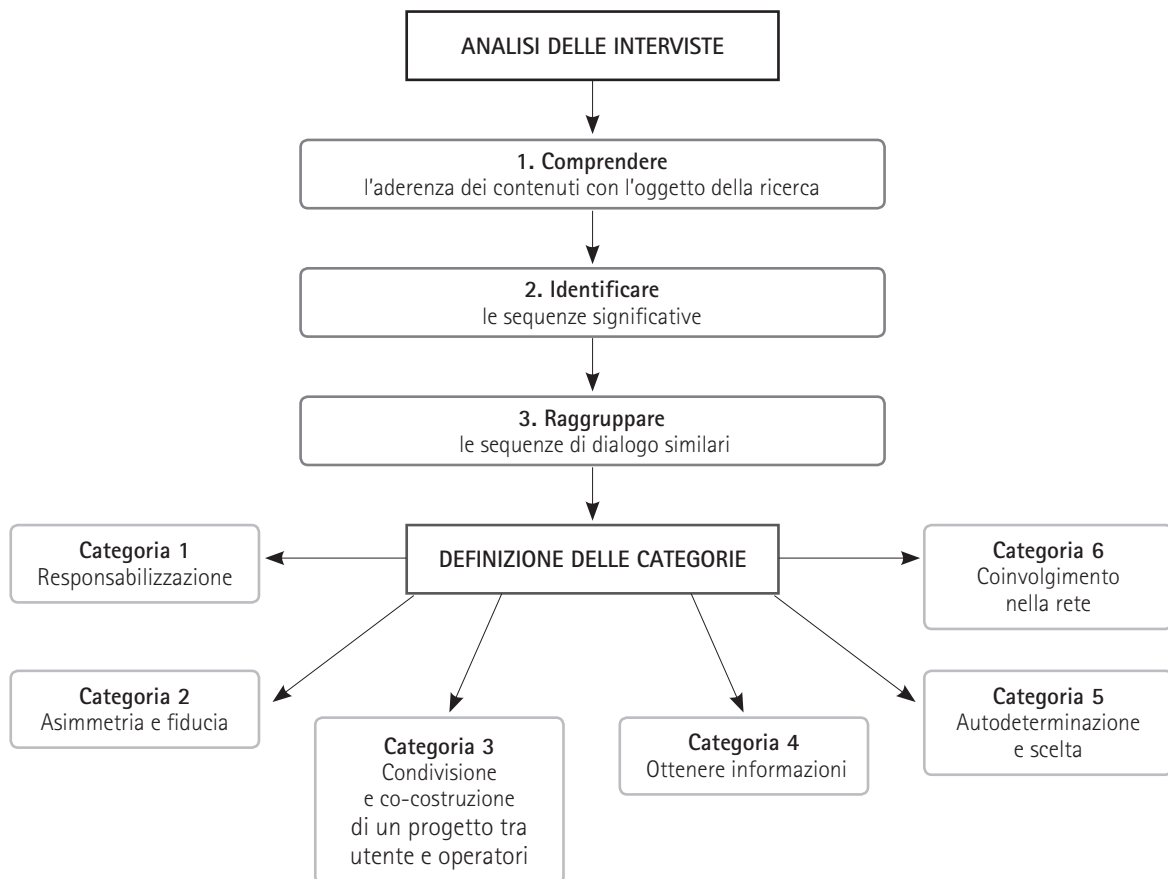 ANALISI DELLE INTERVISTE
1. Comprendere
l'aderenza dei contenuti con l'oggetto della ricerca
2. Identificare
le sequenze significative
3. Raggruppare
le sequenze di dialogo similari
DEFINIZIONE DELLE CATEGORIE
Categoria 1
Responsabilizzazione
Categoria 2
Asimmetria e fiducia
Categoria 3
Condivisione
e co-costruzione
di un progetto tra
utente e operatori
Categoria 4
Ottenere informazioni
Categoria 5
Autodeterminazione
e scelta
Categoria 6
Coinvolgimento
nella rete